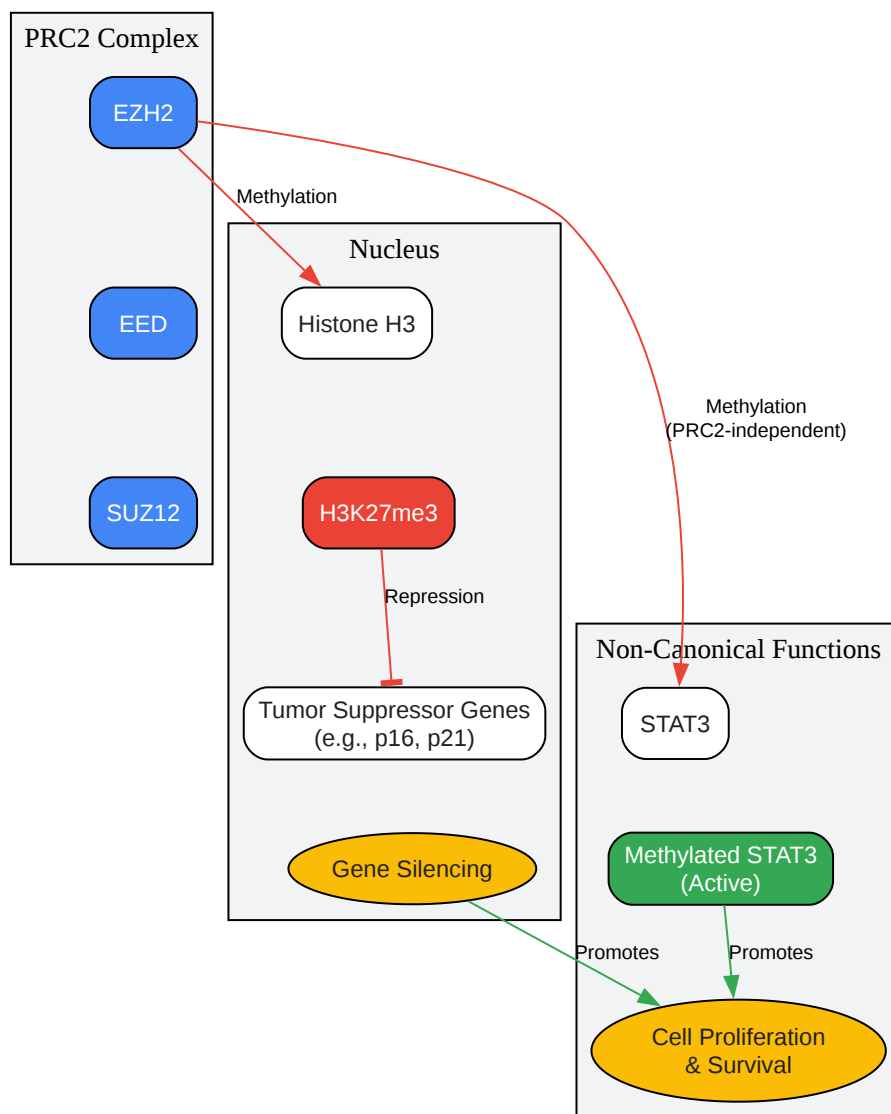 PRC2 Complex
EZH2
Methylation
Nucleus
EED
Histone H3
Methylation
(PRC2-independent)
SUZ12
H3K27me3
Repression
Non-Canonical Functions
Tumor Suppressor Genes
(e.g., p16, p21)
STAT3
Gene Silencing
Methylated STAT3
(Active)
Promotes
Promotes
Cell Proliferation
& Survival